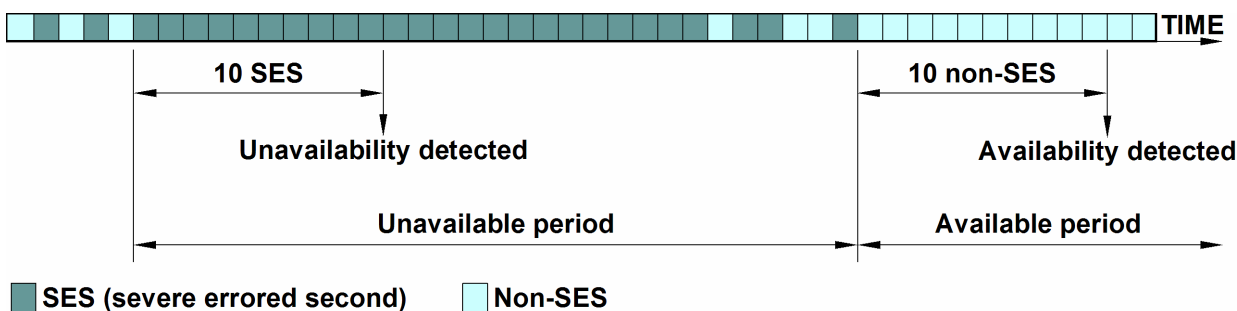 TIME
10 SES
10 non-SES
Unavailability detected
Availability detected
Unavailable period
Available period
SES (severe errored second)
Non-SES